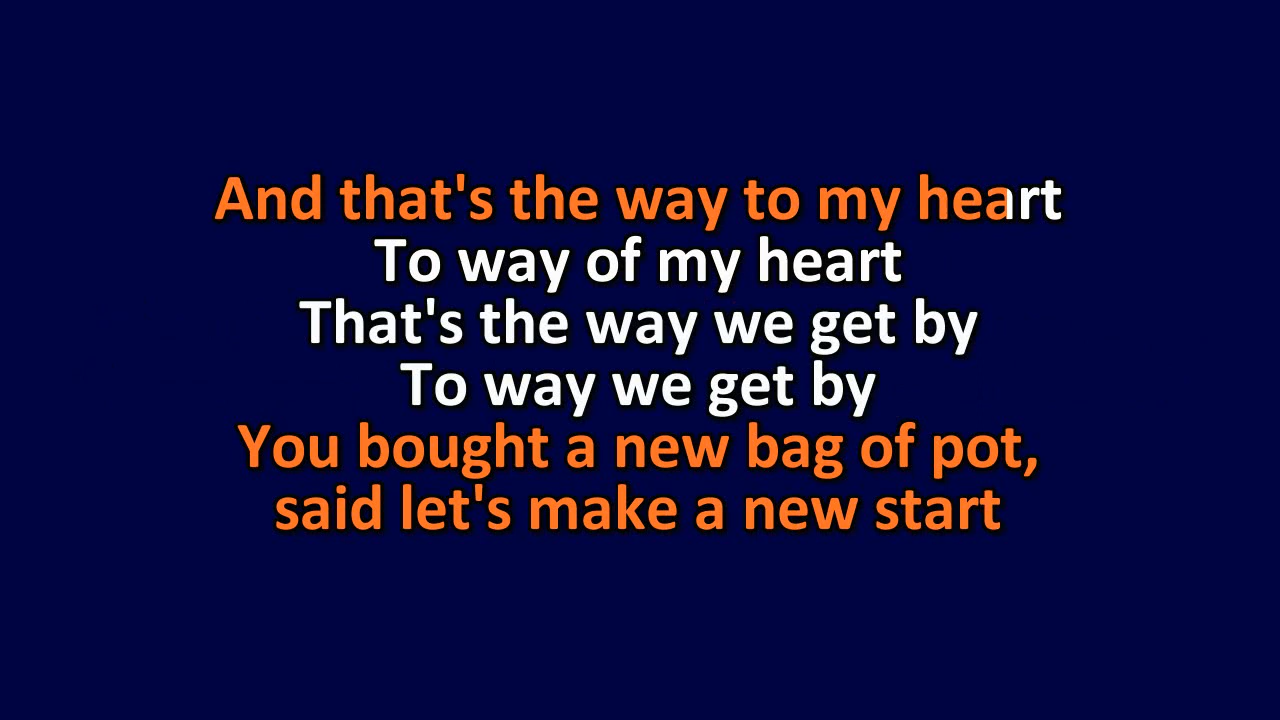 And that's the way to my heart
To way of my heart
That's the way we get by
To way we get by
You bought a new bag of pot,
said let's make a new start